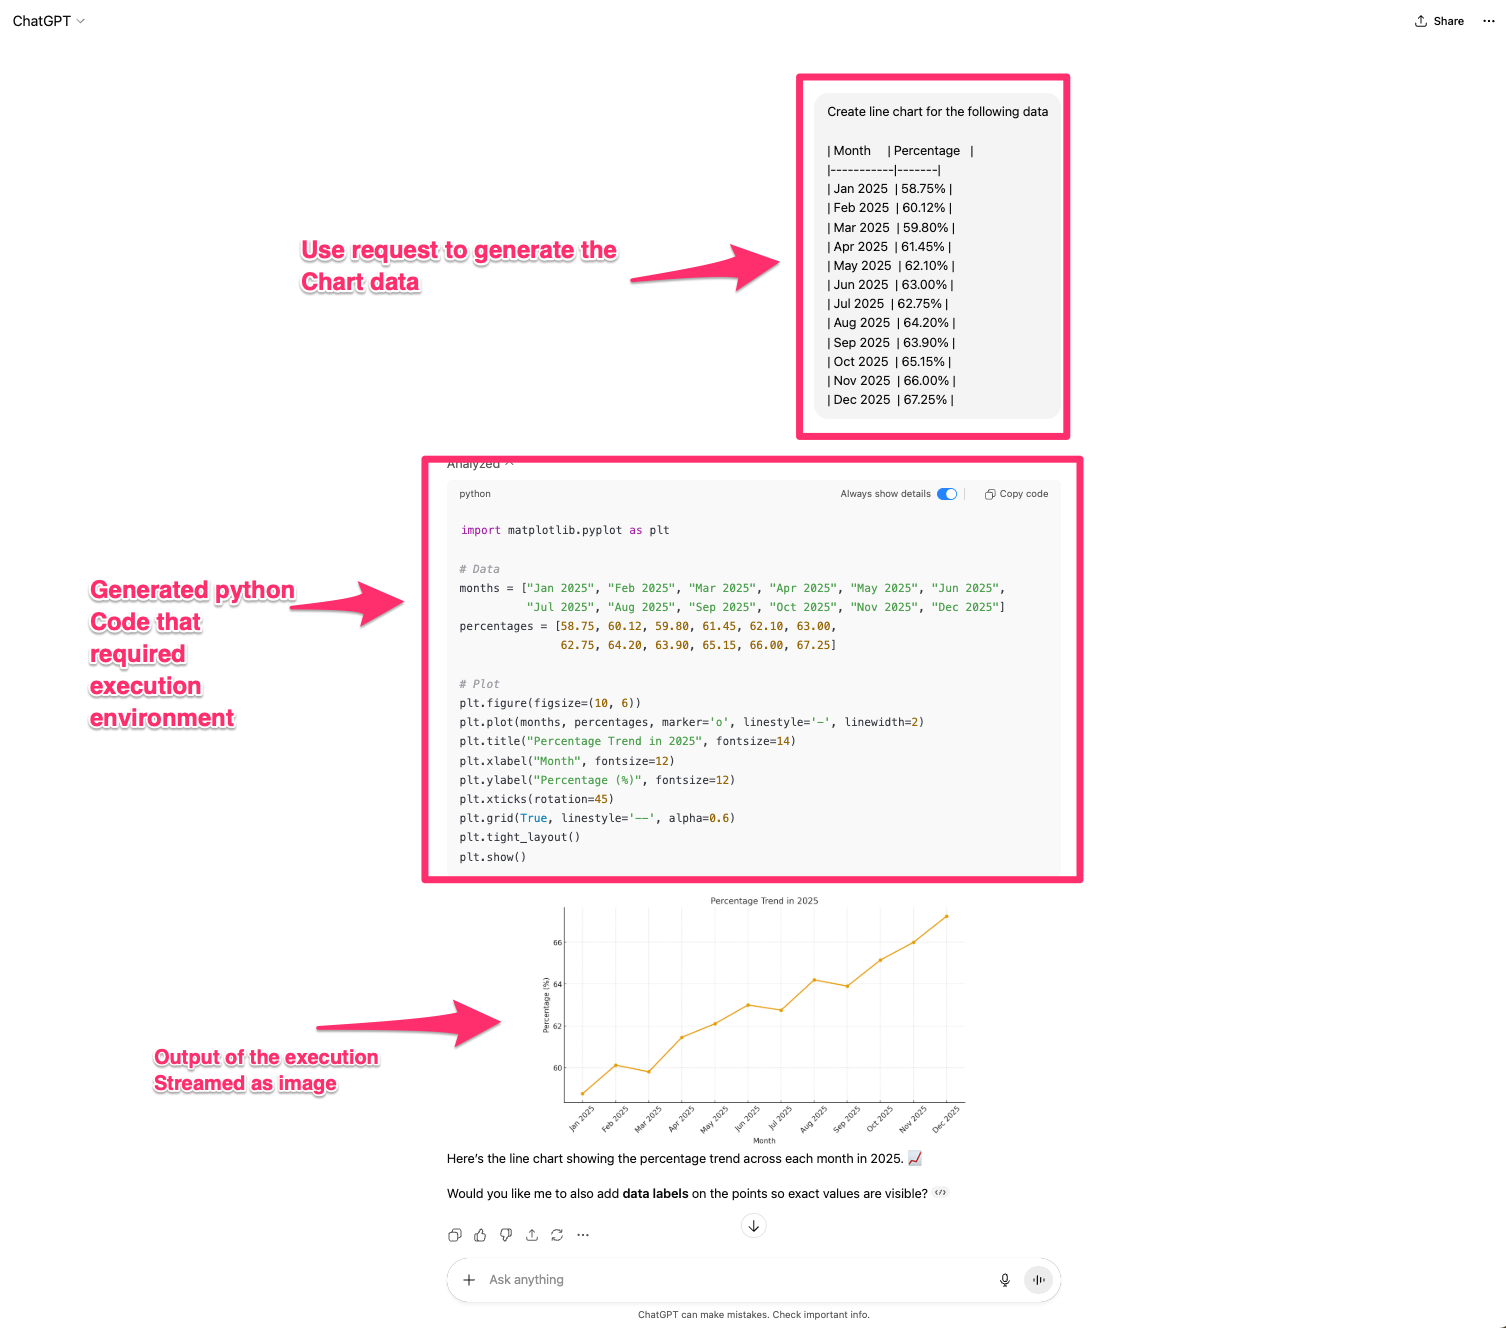 ChatGPT
Share
Create line chart for the following data
| Month | Percentage |
|-----------|-------|
| Jan 2025 | 58.75% |
| Feb 2025 | 60.12% |
| Mar 2025 | 59.80% |
| Apr 2025 | 61.45% |
| May 2025 | 62.10% |
| Jun 2025 | 63.00% |
| Jul 2025 | 62.75% |
| Aug 2025 | 64.20% |
| Sep 2025 | 63.90% |
| Oct 2025 | 65.15% |
| Nov 2025 | 66.00% |
| Dec 2025 | 67.25% |
Use request to generate the
Chart data
Analyzed
python
Always show details
Copy code
import matplotlib.pyplot as plt
# Data
months = ["Jan 2025", "Feb 2025", "Mar 2025", "Apr 2025", "May 2025", "Jun 2025",
"Jul 2025", "Aug 2025", "Sep 2025", "Oct 2025", "Nov 2025", "Dec 2025"]
percentages = [58.75, 60.12, 59.80, 61.45, 62.10, 63.00,
62.75, 64.20, 63.90, 65.15, 66.00, 67.25]
# Plot
plt.figure(figsize=(10, 6))
plt.plot(months, percentages, marker='o', linestyle='-', linewidth=2)
plt.title("Percentage Trend in 2025", fontsize=14)
plt.xlabel("Month", fontsize=12)
plt.ylabel("Percentage (%)", fontsize=12)
plt.xticks(rotation=45)
plt.grid(True, linestyle='--', alpha=0.6)
plt.tight_layout()
plt.show()
Generated python
Code that
required
execution
environment
Percentage Trend in 2025
66
64
62
60
Percentage (%)
Jan 2025
Feb 2025
Mar 2025
Apr 2025
May 2025
Jun 2025
Jul 2025
Aug 2025
Sep 2025
Oct 2025
Nov 2025
Dec 2025
Month
Output of the execution
Streamed as image
Here's the line chart showing the percentage trend across each month in 2025.
Would you like me to also add data labels on the points so exact values are visible?
Ask anything
ChatGPT can make mistakes. Check important info.